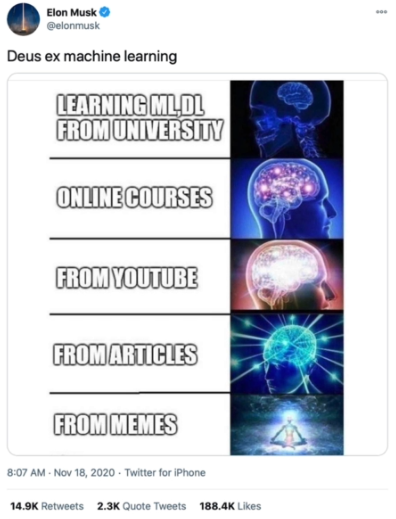 Elon Musk
@elonmusk
Deus ex machine learning
LEARNING ML,DL
FROM UNIVERSITY
ONLINE COURSES
FROM YOUTUBE
FROM ARTICLES
FROM MEMES
8:07 AM · Nov 18, 2020 · Twitter for iPhone
14.9K Retweets 2.3K Quote Tweets 188.4K Likes